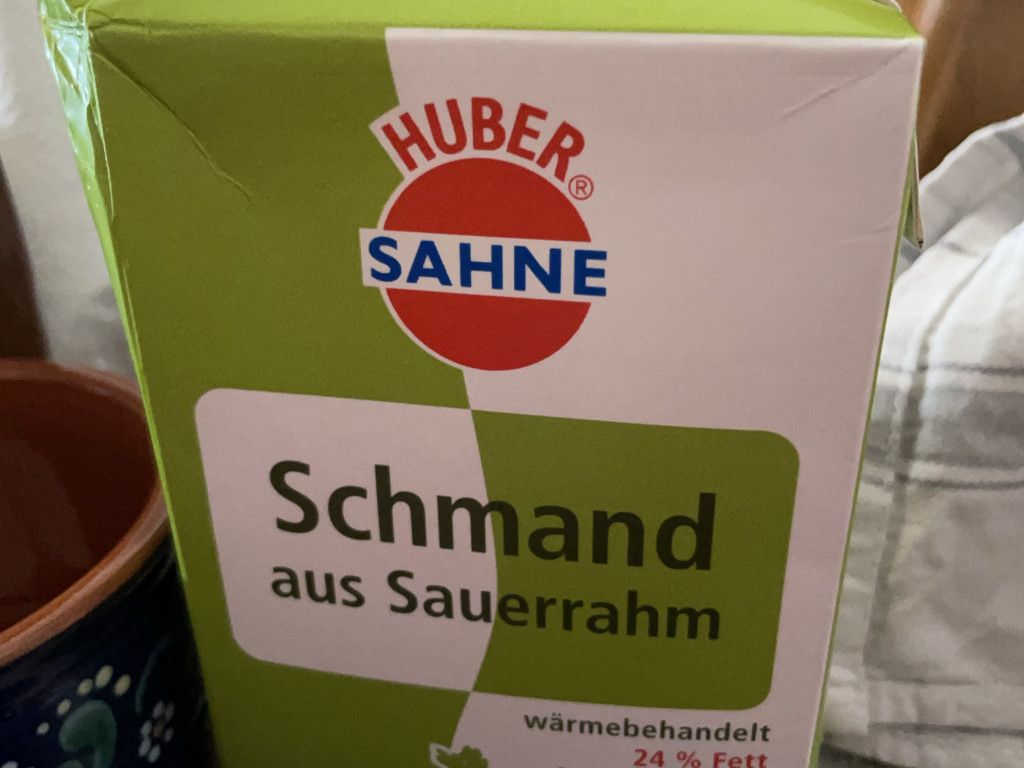 HUBER®
SAHNE
Schmand
aus Sauerrahm
wärmebehandelt
24 % Fett